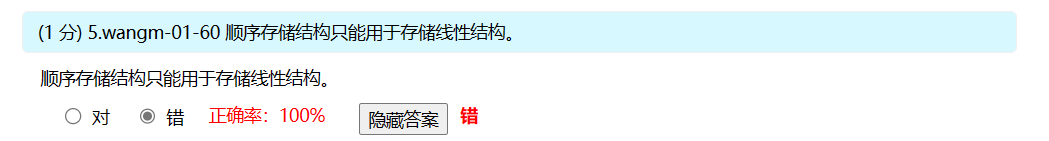 (1 分) 5.wangm-01-60 顺序存储结构只能用于存储线性结构。
顺序存储结构只能用于存储线性结构。
对 错 正确率：100% 隐藏答案 错